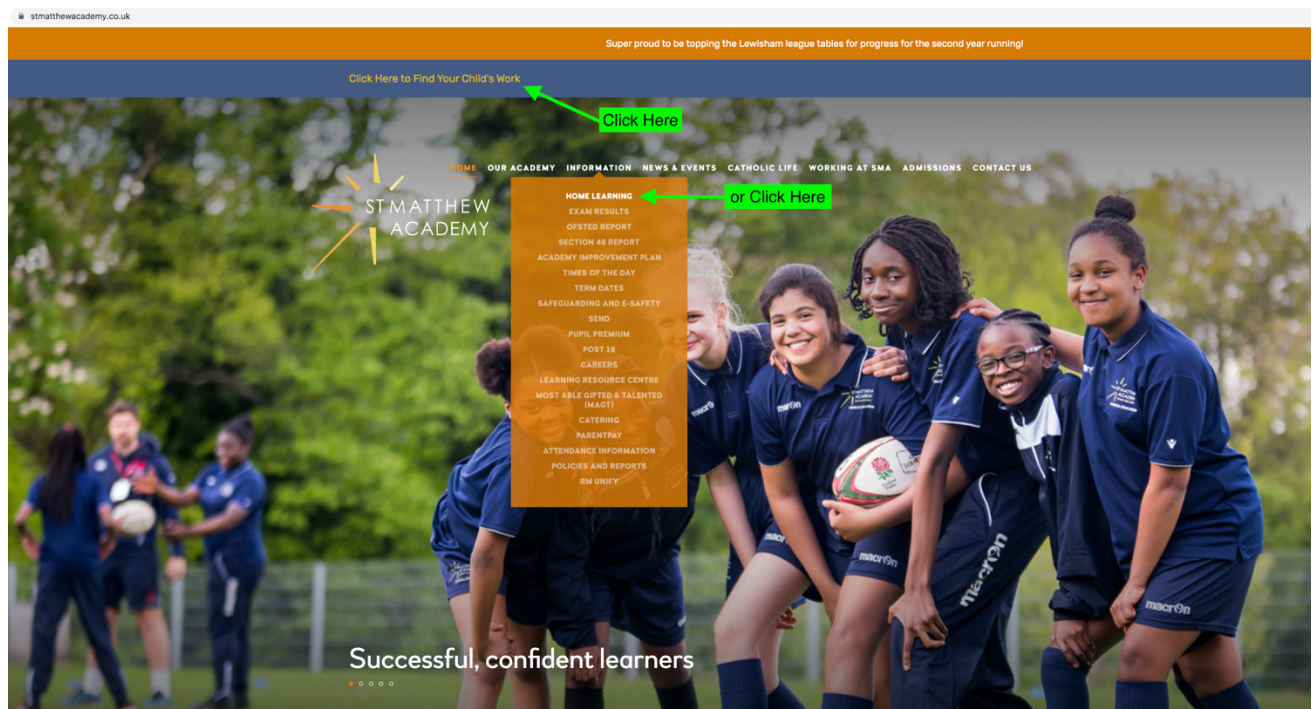 stmatthewacademy.co.uk
Super proud to be topping the Lewisham league tables for progress for the second year running!
Click Here to Find Your Child's Work
Click Here
HOME OUR ACADEMY INFORMATION NEWS & EVENTS CATHOLIC LIFE WORKING AT SMA ADMISSIONS CONTACT US
ST MATTHEW
ACADEMY
HOME LEARNING
or Click Here
EXAM RESULTS
OFSTED REPORT
SECTION 48 REPORT
ACADEMY IMPROVEMENT PLAN
TIMES OF THE DAY
TERM DATES
SAFEGUARDING AND E-SAFETY
SEND
PUPIL PREMIUM
POST 16
CAREERS
LEARNING RESOURCE CENTRE
MOST ABLE GIFTED & TALENTED
(MAGT)
CATERING
PARENTPAY
ATTENDANCE INFORMATION
POLICIES AND REPORTS
RM UNIFY
macron
macron
macron
macron
Successful, confident learners